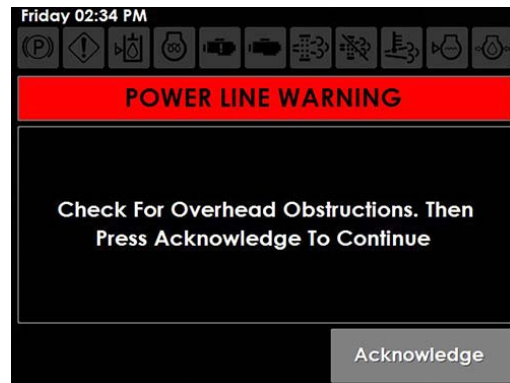 Friday 02:34 PM
POWER LINE WARNING
Check For Overhead Obstructions. Then
Press Acknowledge To Continue
Acknowledge